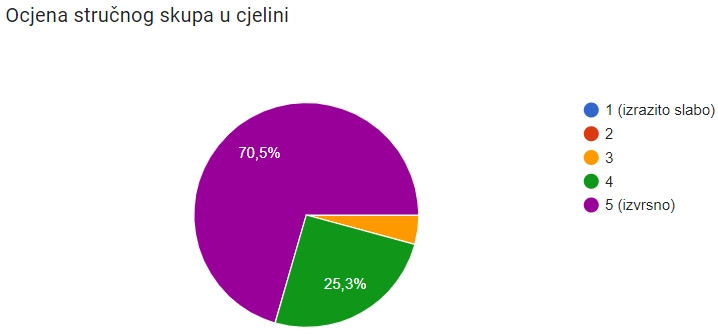 Ocjena stručnog skupa u cjelini
70,5%
25,3%
1 (izrazito slabo)
2
3
4
5 (izvrsno)